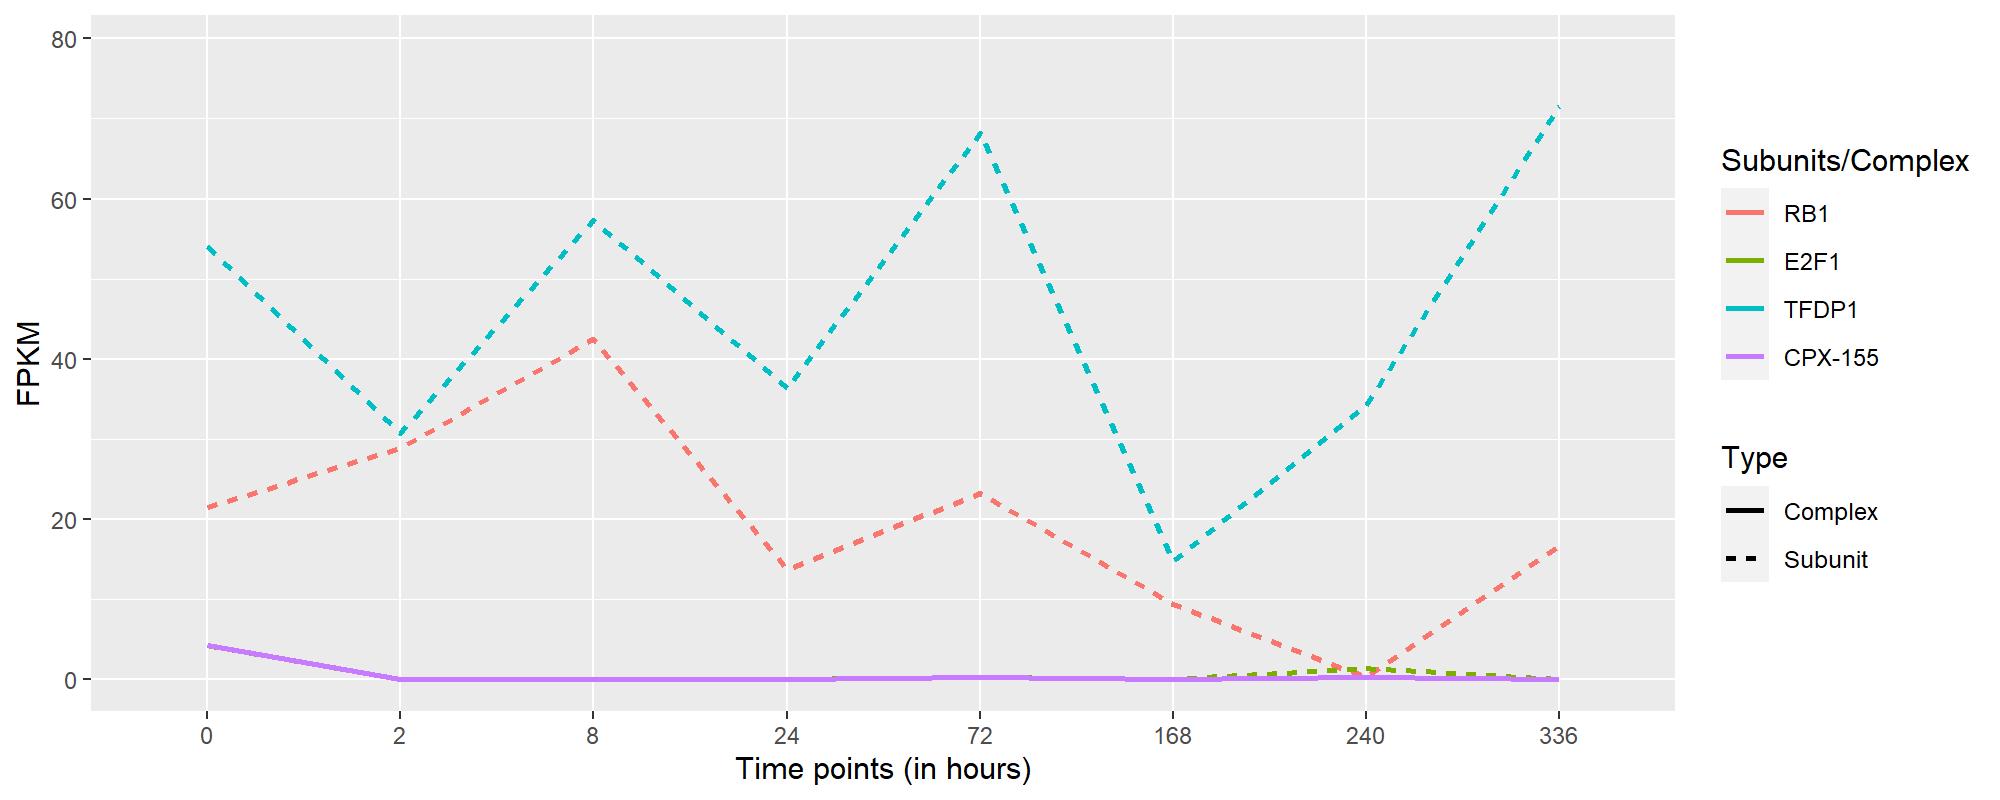 80
60
40
20
0
FPKM
0 2 8 24 72 168 240 336
Time points (in hours)
Subunits/Complex
RB1
E2F1
TFDP1
CPX-155
Type
Complex
Subunit